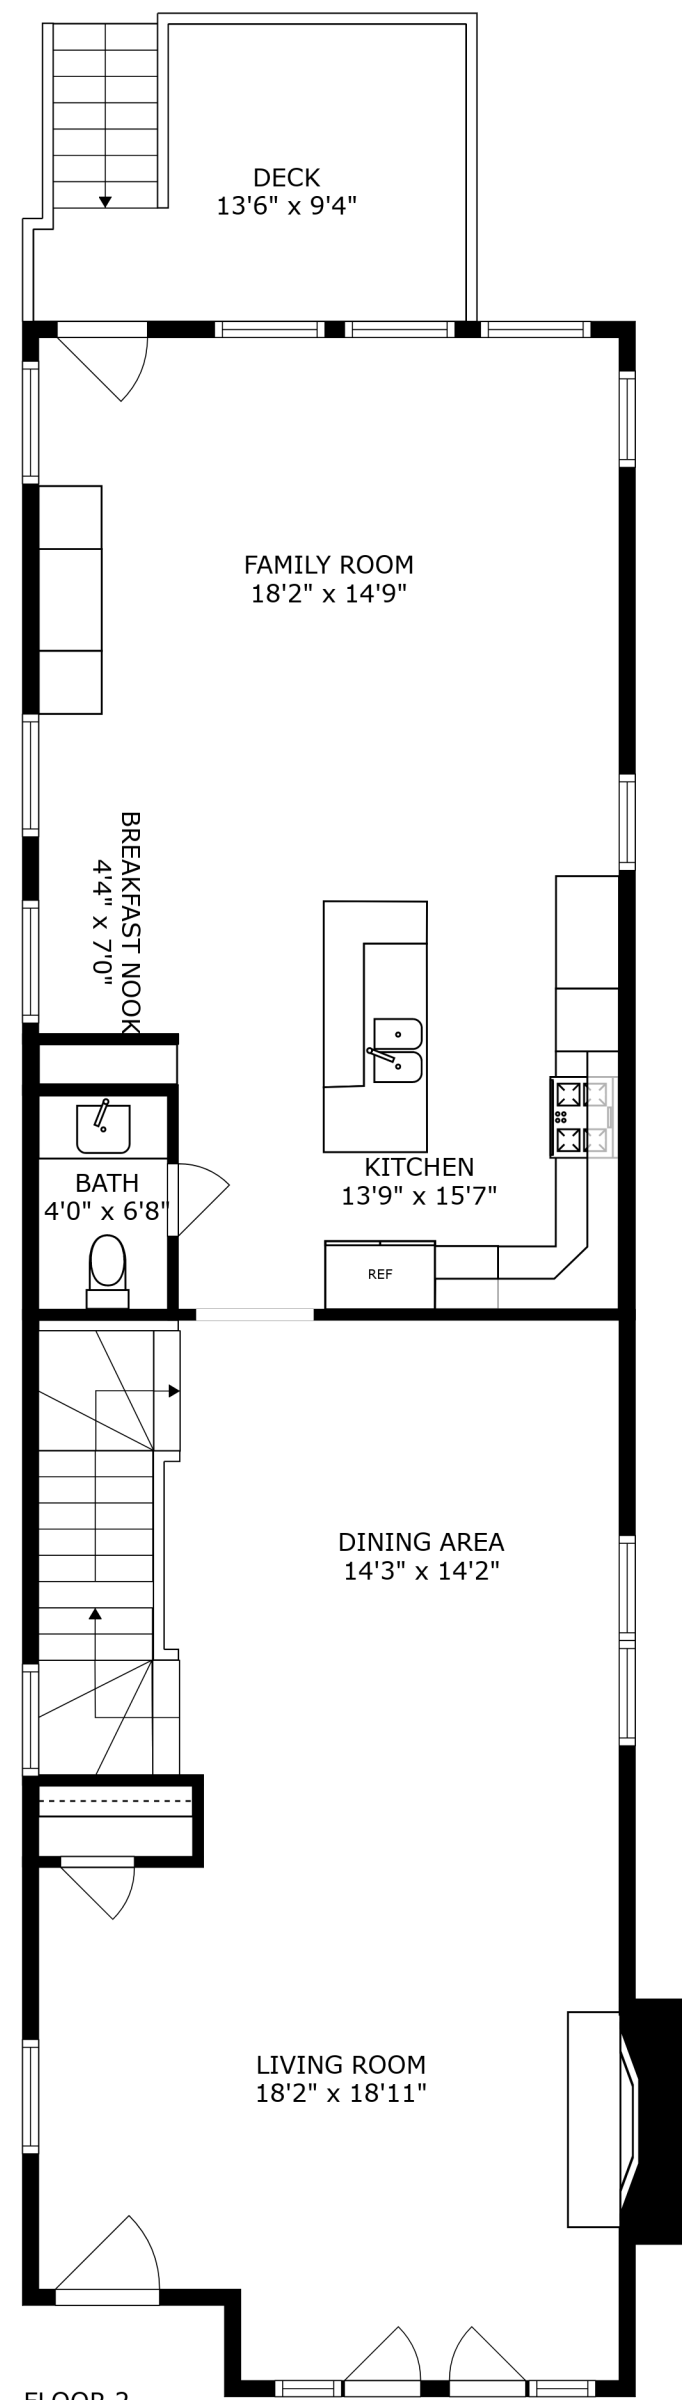 DECK
13'6" x 9'4"
FAMILY ROOM
18'2" x 14'9"
BREAKFAST NOOK
4'4" x 7'0"
KITCHEN
13'9" x 15'7"
BATH
4'0" x 6'8"
REF
DINING AREA
14'3" x 14'2"
LIVING ROOM
18'2" x 18'11"
FLOOR 2